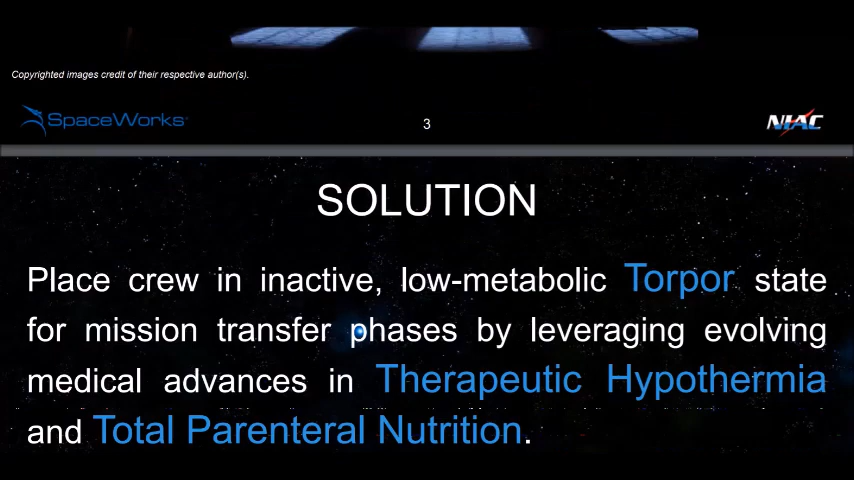 Copyrighted images credit of their respective author(s).
SpaceWorks
3
NIAC
SOLUTION
Place crew in inactive, low-metabolic Torpor state
for mission transfer phases by leveraging evolving
medical advances in Therapeutic Hypothermia
and Total Parenteral Nutrition.